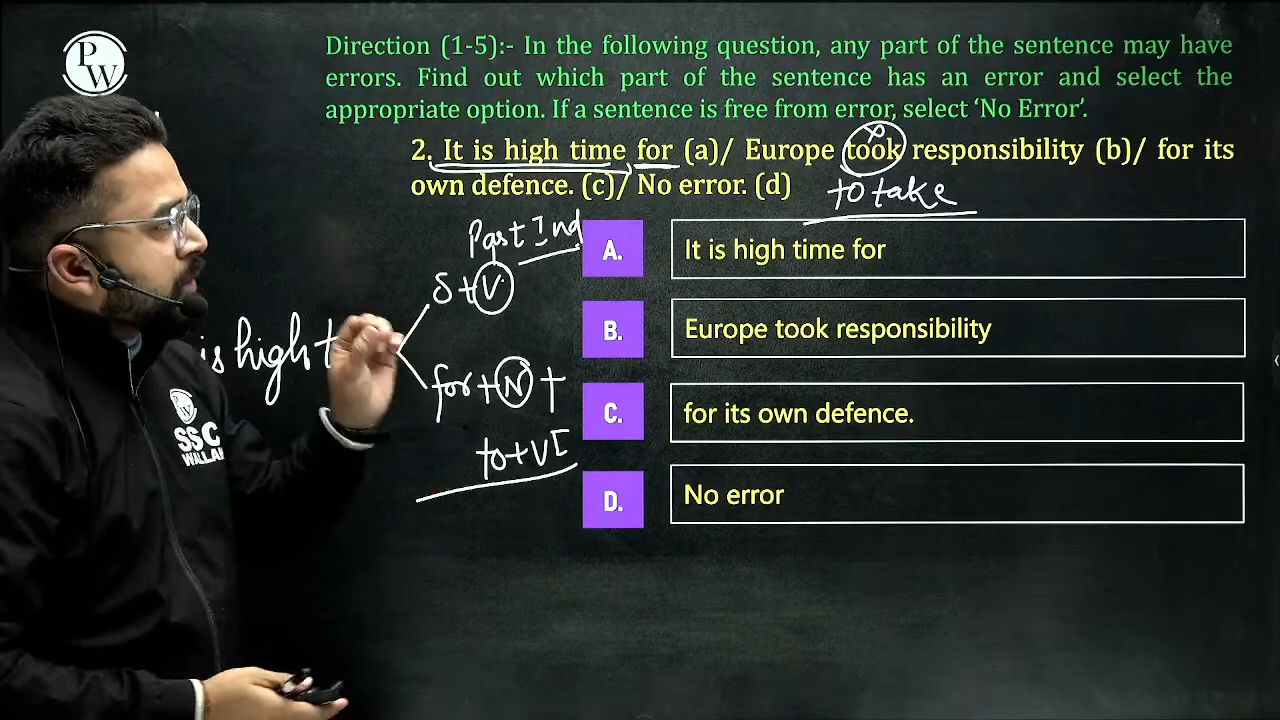 PW
Direction (1-5):- In the following question, any part of the sentence may have
errors. Find out which part of the sentence has an error and select the
appropriate option. If a sentence is free from error, select ‘No Error’.
2. It is high time for (a)/ Europe took responsibility (b)/ for its
own defence. (c)/ No error. (d)
to take
Past Ind
S + V
is high t
for + N +
to + VI
A. It is high time for
B. Europe took responsibility
C. for its own defence.
D. No error
SSC
WALLAH